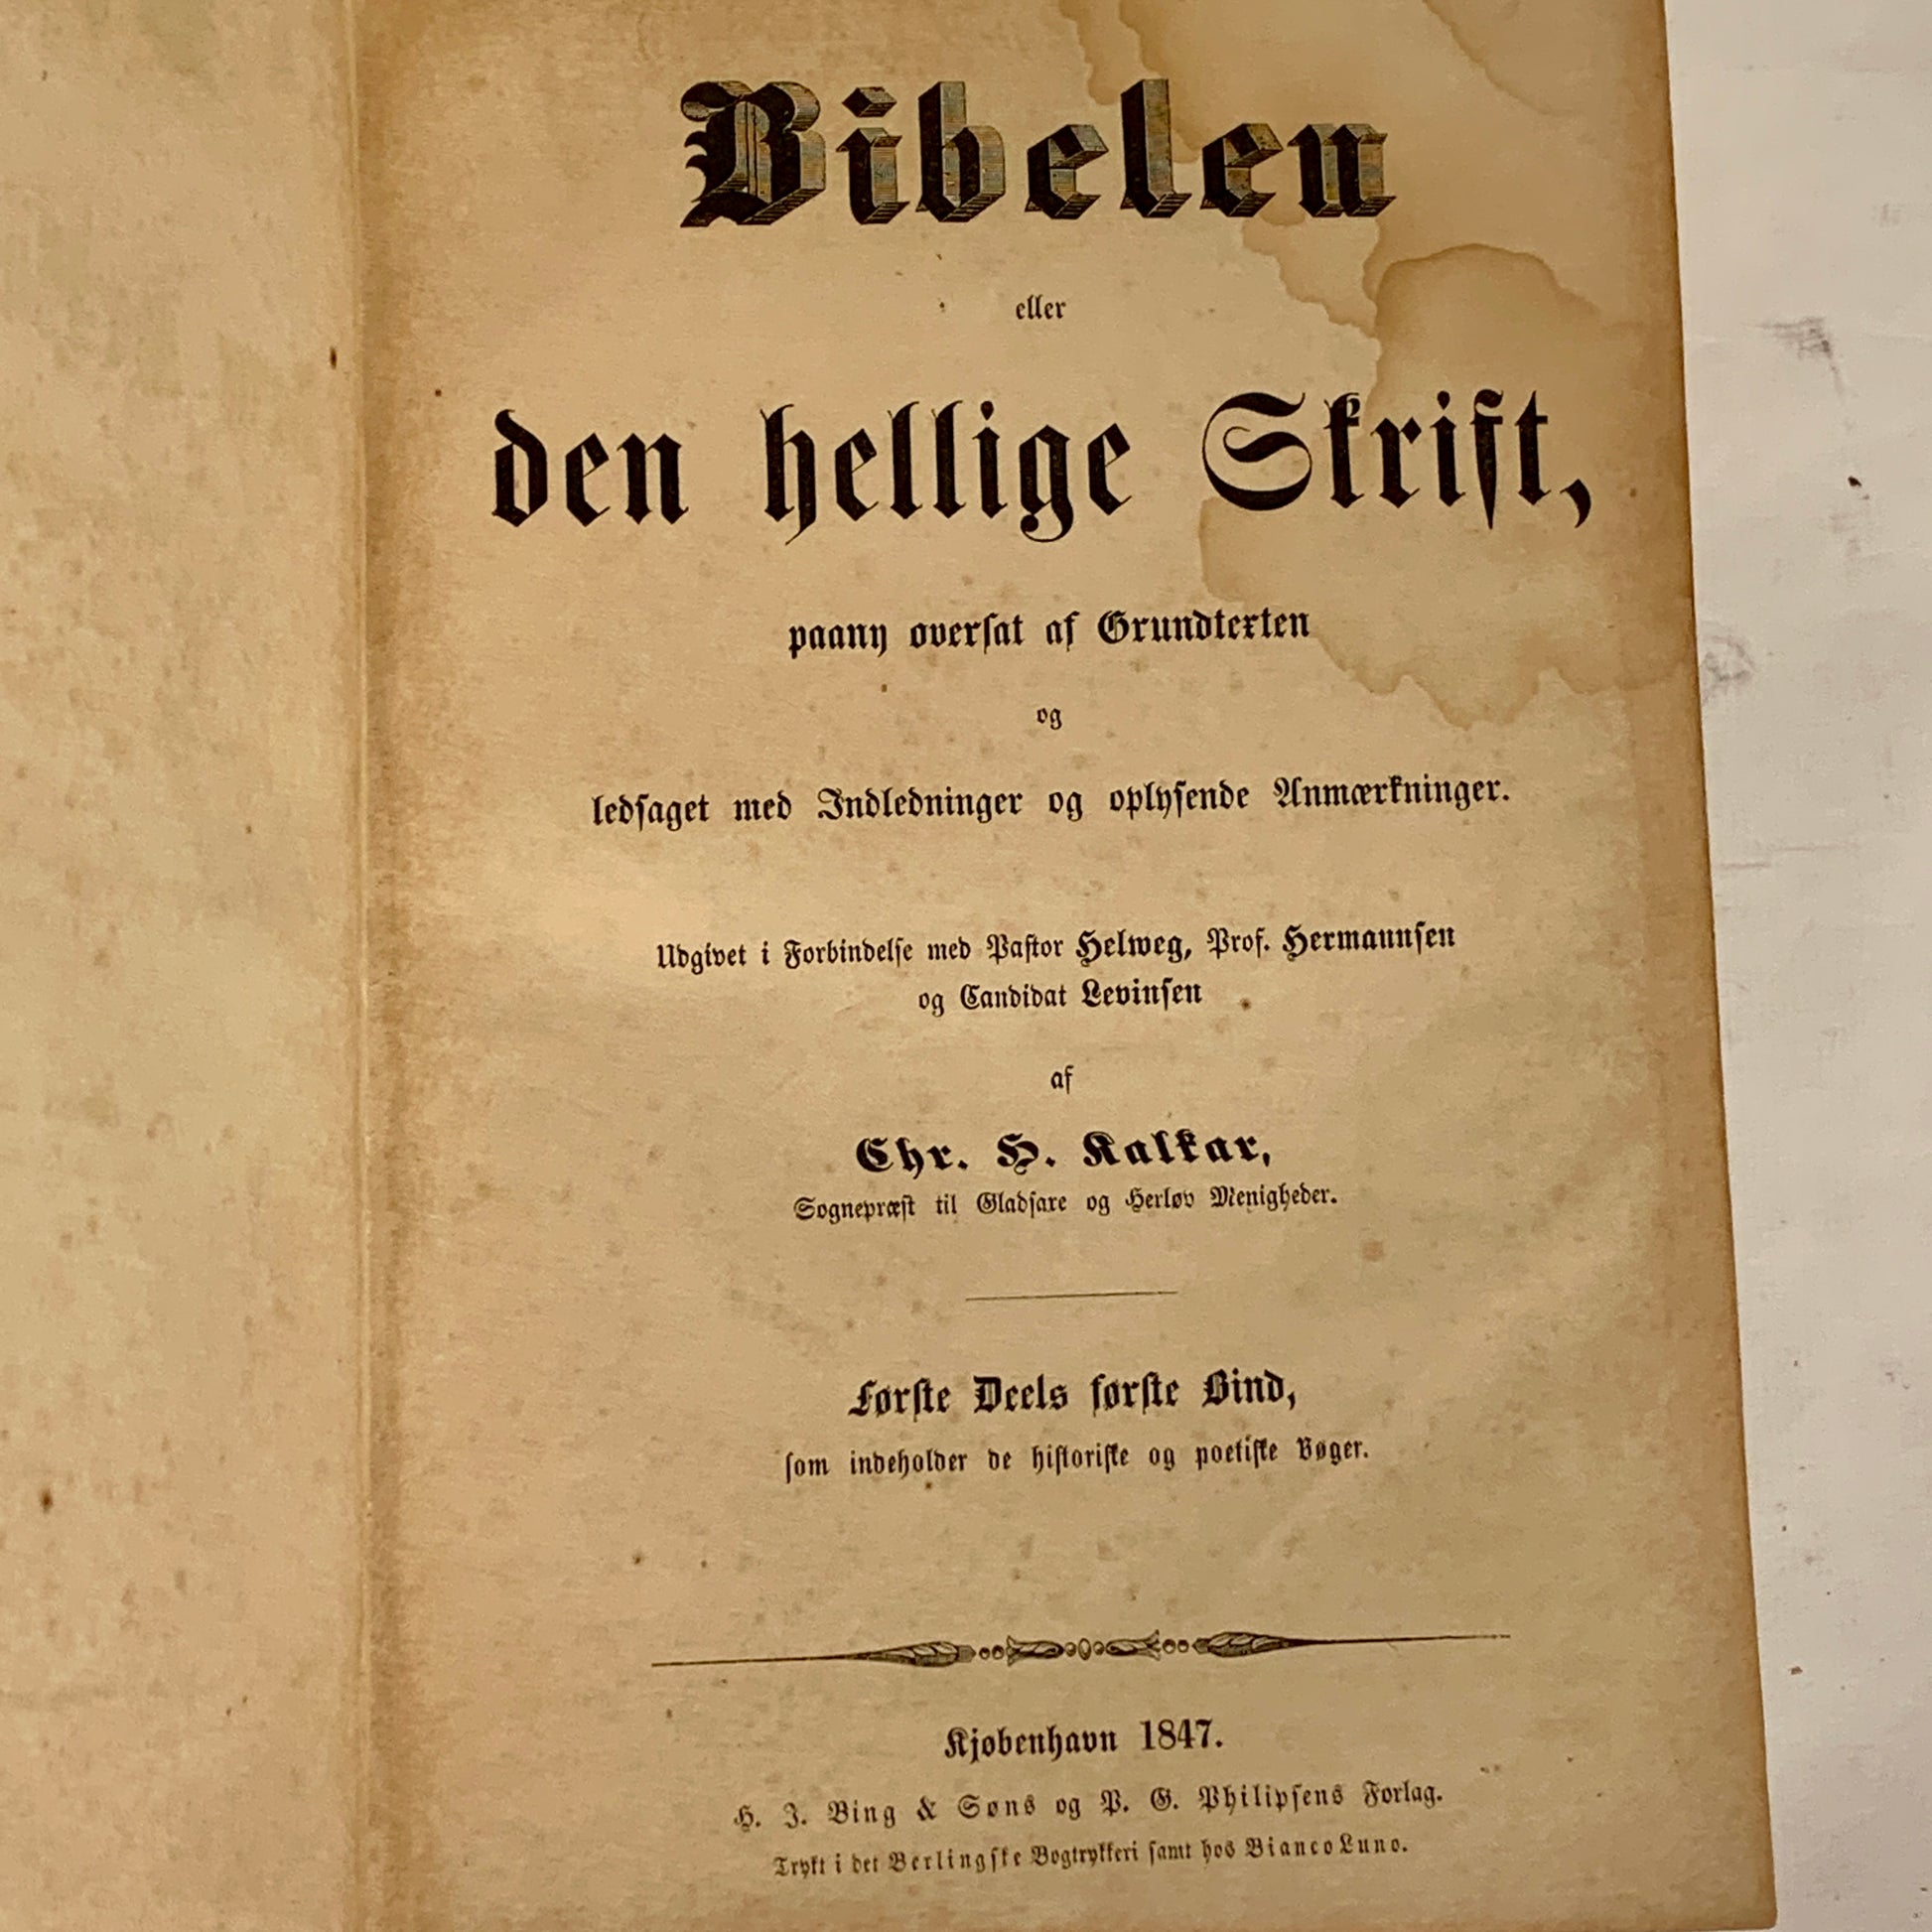 Bibelen
eller
den hellige Skrift,
paany oversat af Grundtexten
og
ledsaget med Indledninger og oplysende Anmærkninger.
Udgivet i Forbindelse med Pastor Helweg, Prof. Hermannsen
og Candidat Levinsen
af
Chr. H. Kalkar,
Sognepræst til Gladsaxe og Herløv Menigheder.
Første Deels første Bind,
som indeholder de historiske og poetiske Bøger.
Kjøbenhavn 1847.
H. J. Bing & Søns og P. G. Philipsens Forlag.
Trykt i det Berlingske Bogtrykkeri samt hos Bianco Luno.